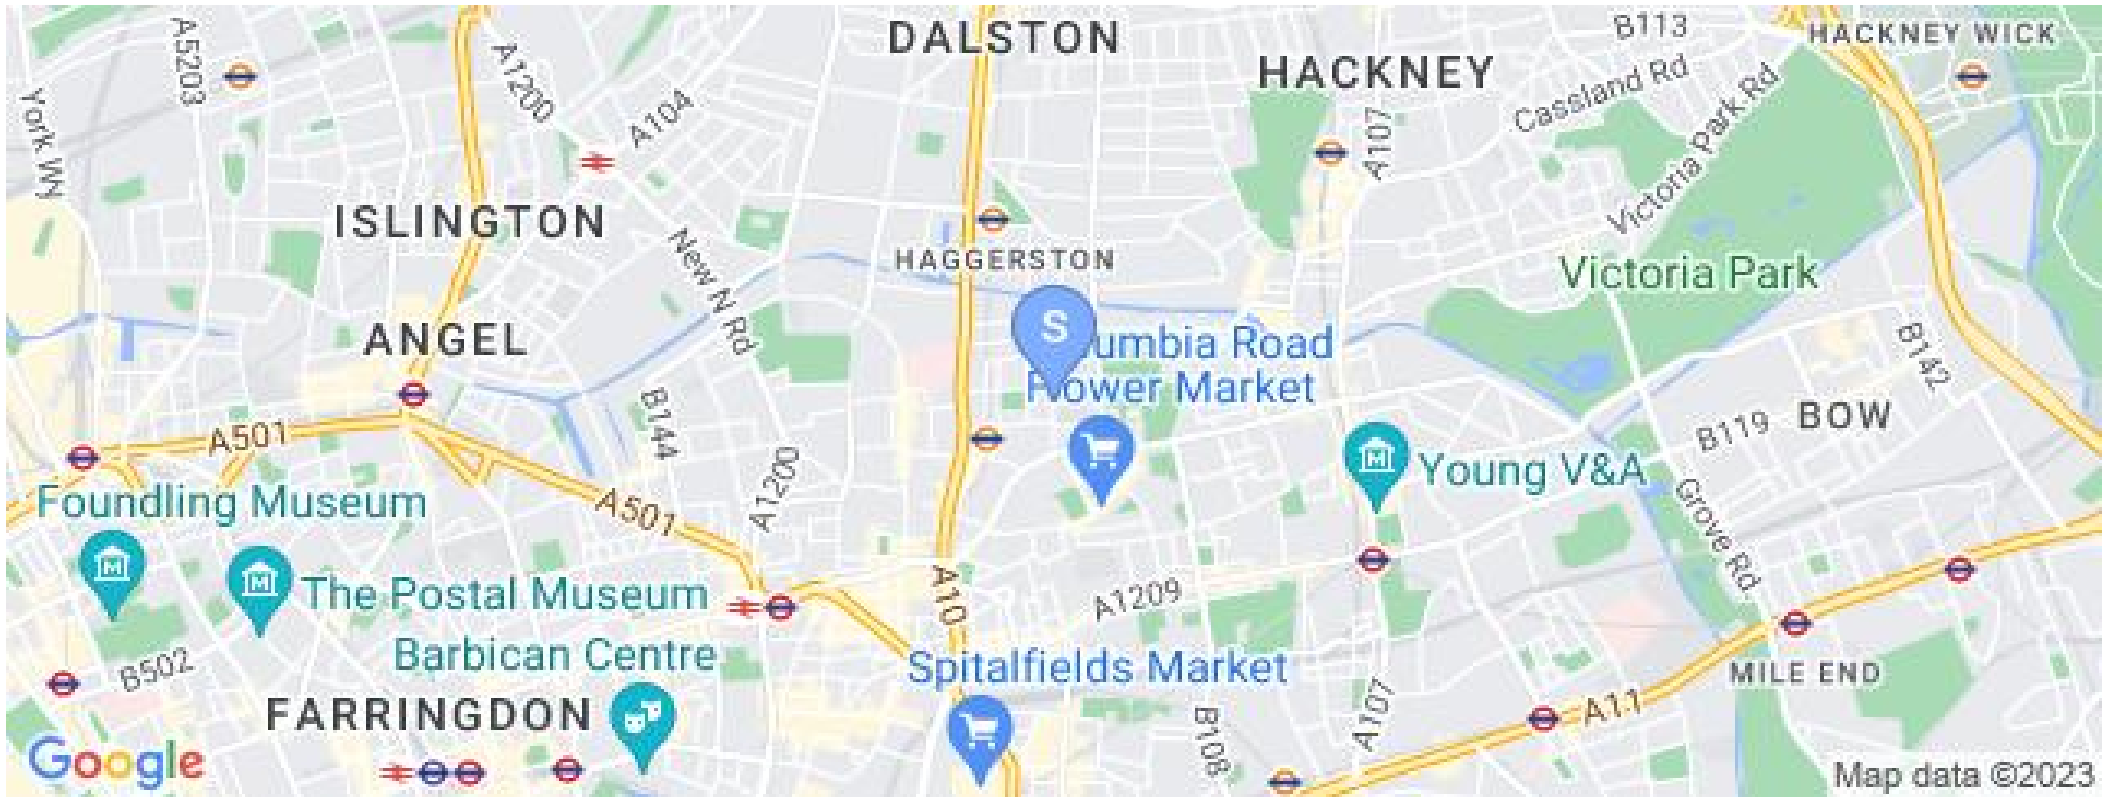 DALSTON
B113
HACKNEY WICK
A5203
A1200
HACKNEY
Cassland Rd
Victoria Park Rd
York Wy
A104
A107
ISLINGTON
New N Rd
HAGGERSTON
Victoria Park
ANGEL
S
umbia Road
Flower Market
B142
B144
BOW
B119
A501
A1200
Young V&A
Foundling Museum
A501
Grove Rd
The Postal Museum
A10
A1209
Barbican Centre
B502
Spitalfields Market
MILE END
FARRINGDON
B108
A107
A11
Google
Map data ©2023